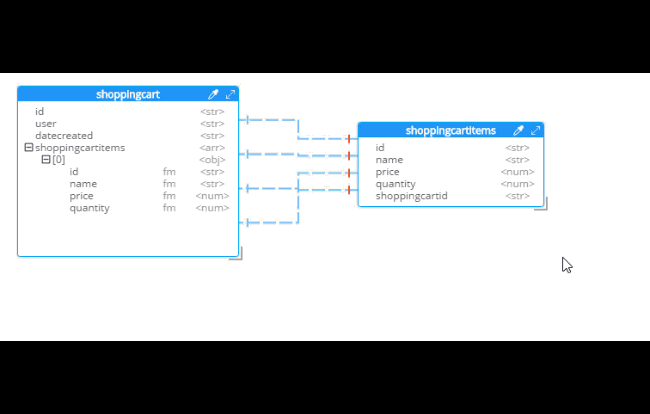 shoppingcart
id <str>
user <str>
datecreated <str>
shoppingcartitems <arr>
[0] <obj>
id fm <str>
name fm <str>
price fm <num>
quantity fm <num>
shoppingcartitems
id <str>
name <str>
price <num>
quantity <num>
shoppingcartid <str>